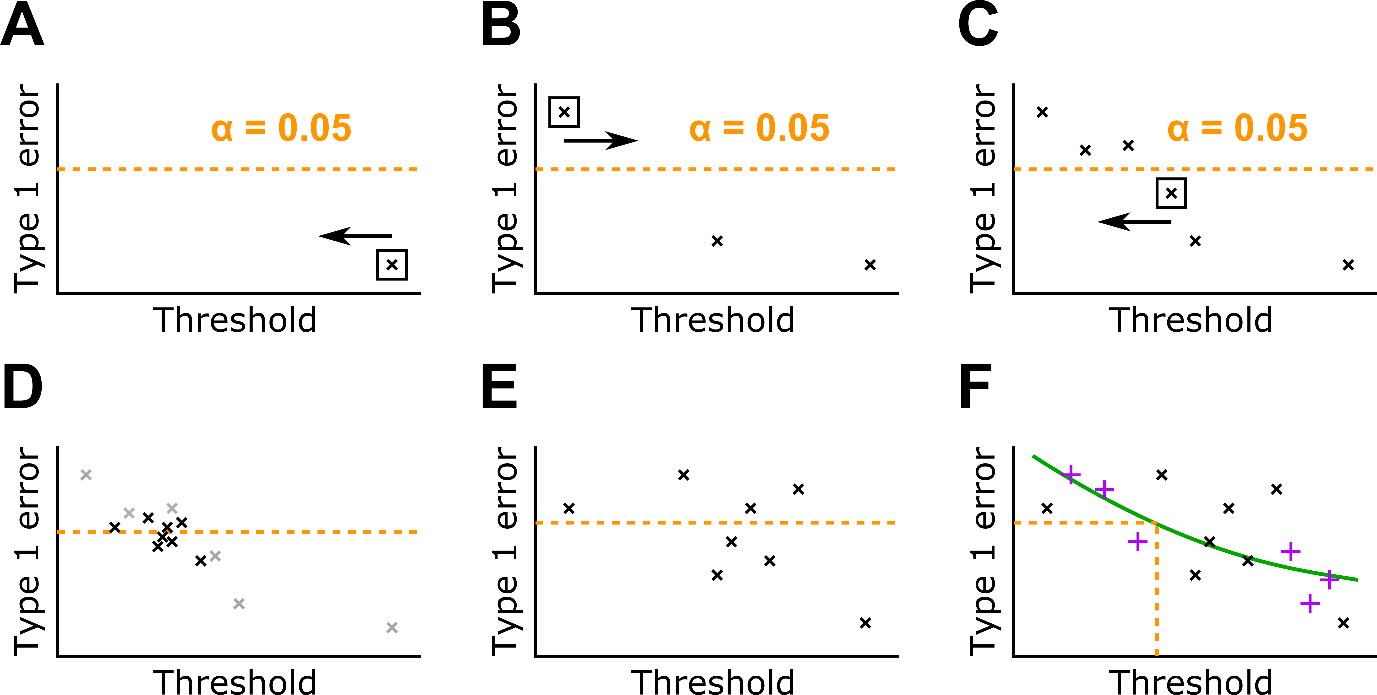 A
B
C
Type 1 error
α = 0.05
Threshold
Type 1 error
α = 0.05
Threshold
Type 1 error
α = 0.05
Threshold
D
E
F
Type 1 error
Threshold
Type 1 error
Threshold
Type 1 error
Threshold